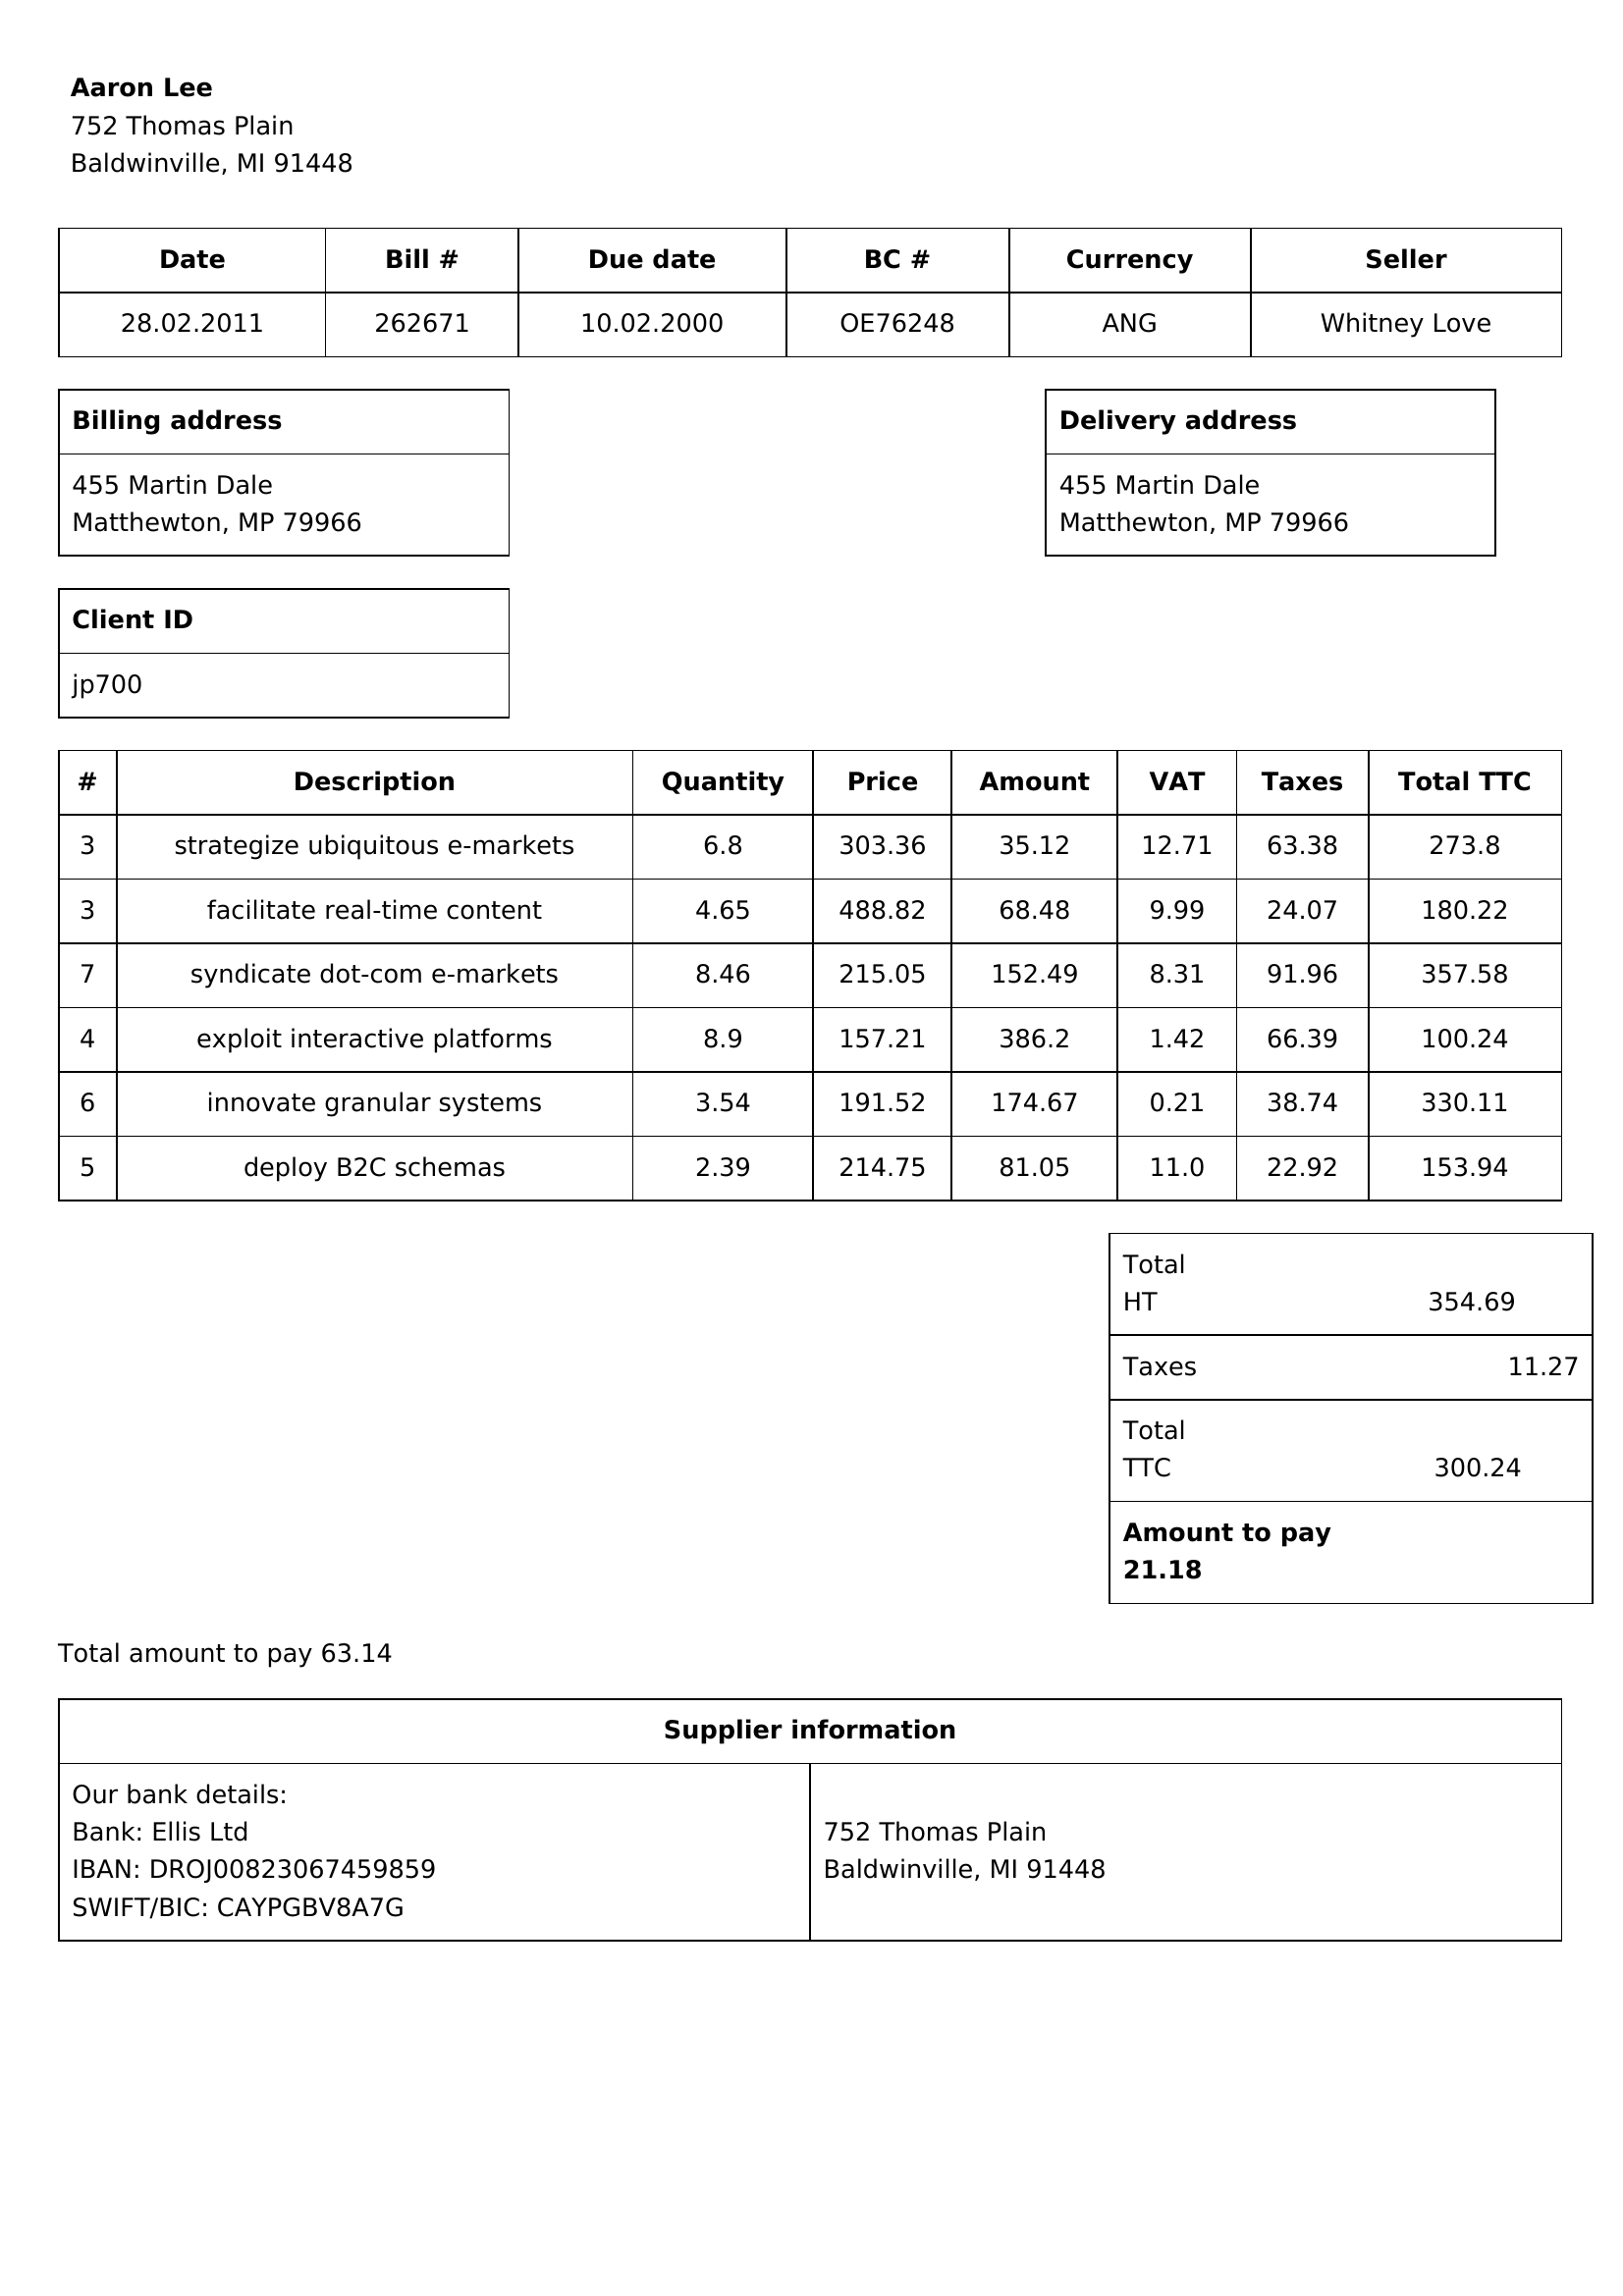 Aaron Lee
752 Thomas Plain
Baldwinville, MI 91448
Date Bill # Due date BC # Currency Seller
28.02.2011 262671 10.02.2000 OE76248 ANG Whitney Love
Billing address
455 Martin Dale
Matthewton, MP 79966
Delivery address
455 Martin Dale
Matthewton, MP 79966
Client ID
jp700
# Description Quantity Price Amount VAT Taxes Total TTC
3 strategize ubiquitous e-markets 6.8 303.36 35.12 12.71 63.38 273.8
3 facilitate real-time content 4.65 488.82 68.48 9.99 24.07 180.22
7 syndicate dot-com e-markets 8.46 215.05 152.49 8.31 91.96 357.58
4 exploit interactive platforms 8.9 157.21 386.2 1.42 66.39 100.24
6 innovate granular systems 3.54 191.52 174.67 0.21 38.74 330.11
5 deploy B2C schemas 2.39 214.75 81.05 11.0 22.92 153.94
Total
HT 354.69
Taxes 11.27
Total
TTC 300.24
Amount to pay
21.18
Total amount to pay 63.14
Supplier information
Our bank details:
Bank: Ellis Ltd
IBAN: DROJ00823067459859
SWIFT/BIC: CAYPGBV8A7G
752 Thomas Plain
Baldwinville, MI 91448